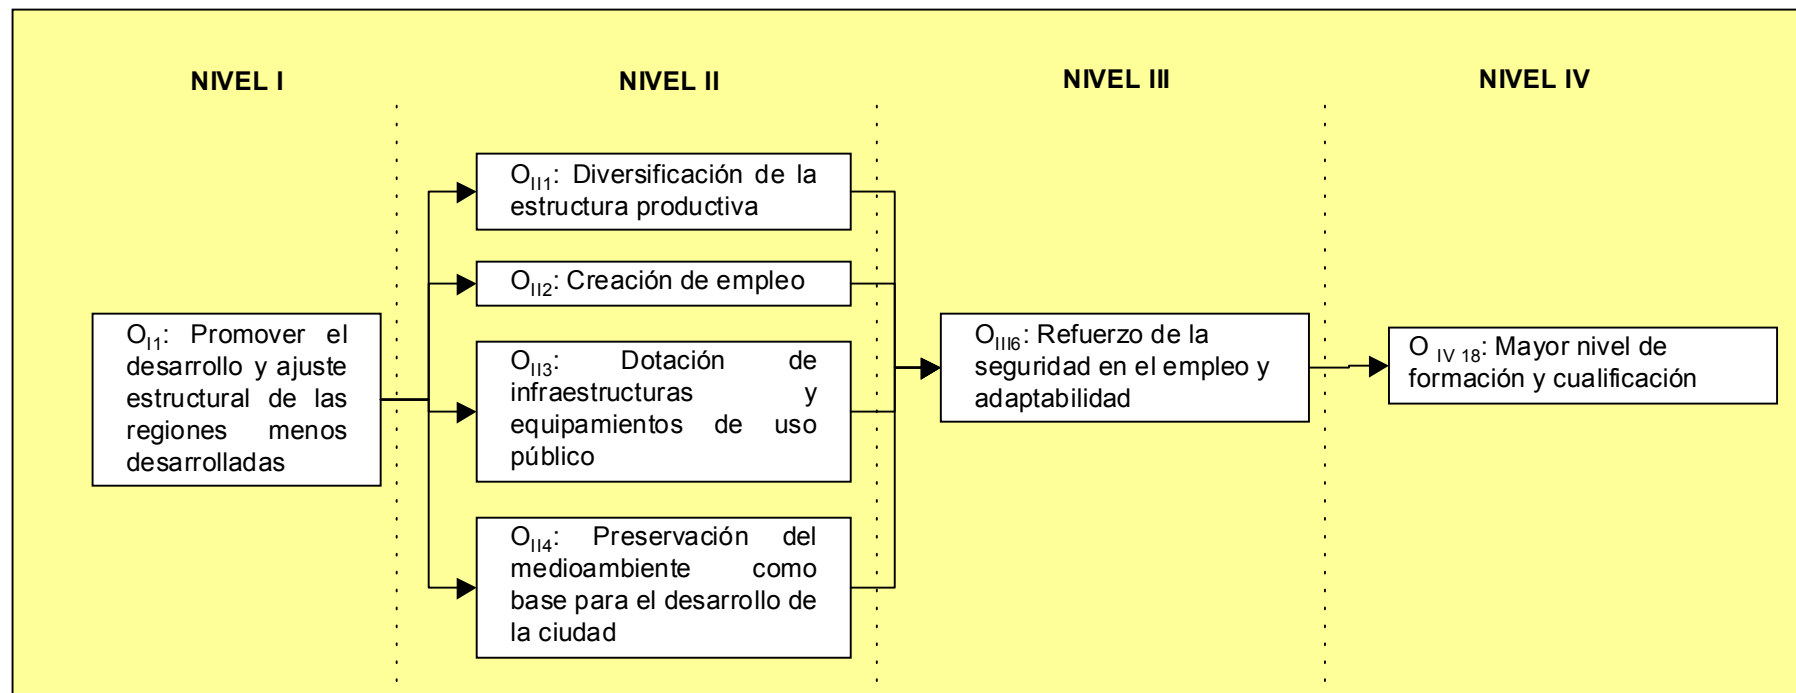 NIVEL I
NIVEL II
NIVEL III
NIVEL IV
O_I1: Promover el
desarrollo y ajuste
estructural de las
regiones menos
desarrolladas
O_II1: Diversificación de la
estructura productiva
O_II2: Creación de empleo
O_II3: Dotación de
infraestructuras y
equipamientos de uso
público
O_II4: Preservación del
medioambiente como
base para el desarrollo de
la ciudad
O_III6: Refuerzo de la
seguridad en el empleo y
adaptabilidad
O_IV 18: Mayor nivel de
formación y cualificación